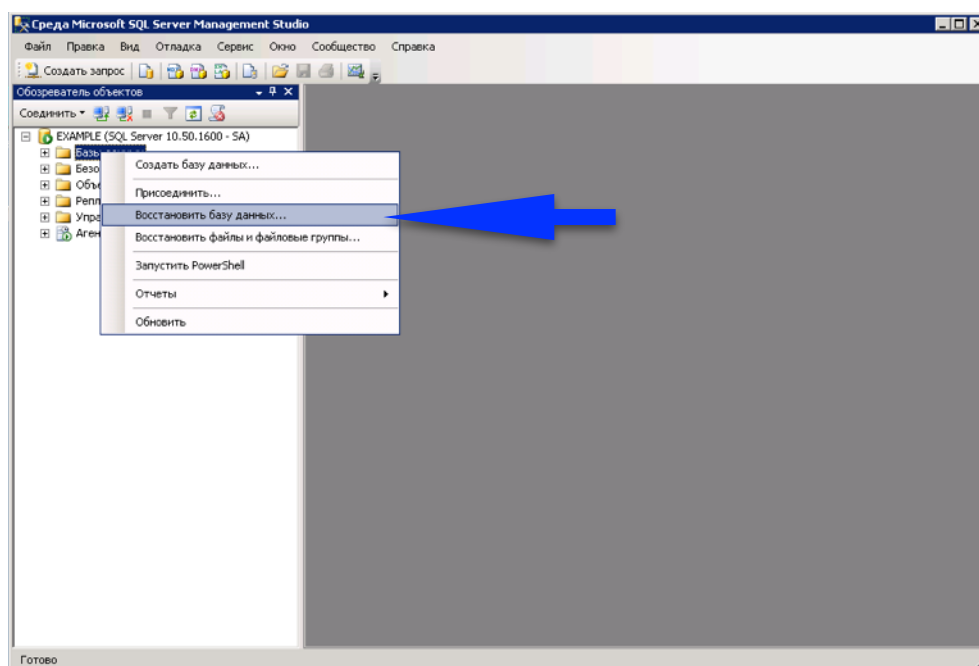 Среда Microsoft SQL Server Management Studio
Файл Правка Вид Отладка Сервис Окно Сообщество Справка
Создать запрос
Обозреватель объектов
Соединить
EXAMPLE (SQL Server 10.50.1600 - SA)
Создать базу данных...
Присоединить...
Восстановить базу данных...
Восстановить файлы и файловые группы...
Запустить PowerShell
Отчеты
Обновить
Готово